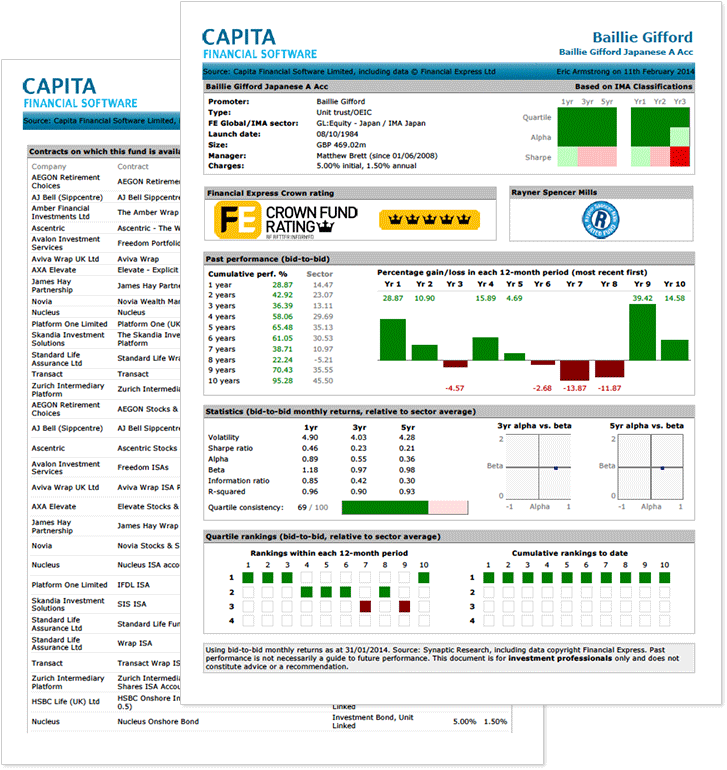 CAPITA
FINANCIAL SOFTWARE
Baillie Gifford
Baillie Gifford Japanese A Acc
Source: Capita Financial Software Limited, including data © Financial Express Ltd Eric Armstrong on 11th February 2014
Baillie Gifford Japanese A Acc Based on IMA Classifications
Promoter: Baillie Gifford
Type: Unit trust/OEIC
FE Global/IMA sector: GL:Equity - Japan / IMA Japan
Launch date: 08/10/1984
Size: GBP 469.02m
Manager: Matthew Brett (since 01/06/2008)
Charges: 5.00% initial, 1.50% annual
1yr 3yr 5yr Yr1 Yr2 Yr3
Quartile
Alpha
Sharpe
Financial Express Crown rating
FE CROWN FUND
RATING
BE BETTER INFORMED
Rayner Spencer Mills
Rayner Spencer Mills
R
RATED FUND
Past performance (bid-to-bid)
Cumulative perf. % Sector
1 year 28.87 14.47
2 years 42.92 23.07
3 years 36.39 13.11
4 years 58.06 29.69
5 years 65.48 35.13
6 years 61.05 30.53
7 years 38.71 10.97
8 years 22.24 -5.21
9 years 70.43 35.55
10 years 95.28 45.50
Percentage gain/loss in each 12-month period (most recent first)
Yr 1 Yr 2 Yr 3 Yr 4 Yr 5 Yr 6 Yr 7 Yr 8 Yr 9 Yr 10
28.87 10.90 15.89 4.69 39.42 14.58
-4.57 -2.68 -13.87 -11.87
Statistics (bid-to-bid monthly returns, relative to sector average)
1yr 3yr 5yr
Volatility 4.90 4.03 4.28
Sharpe ratio 0.46 0.23 0.21
Alpha 0.89 0.55 0.36
Beta 1.18 0.97 0.98
Information ratio 0.85 0.42 0.30
R-squared 0.96 0.90 0.93
Quartile consistency: 69 / 100
3yr alpha vs. beta
2
Beta
0
-1 Alpha 1
5yr alpha vs. beta
2
Beta
0
-1 Alpha 1
Quartile rankings (bid-to-bid, relative to sector average)
Rankings within each 12-month period
1 2 3 4 5 6 7 8 9 10
1
2
3
4
Cumulative rankings to date
1 2 3 4 5 6 7 8 9 10
1
2
3
4
Using bid-to-bid monthly returns as at 31/01/2014. Source: Synaptic Research, including data copyright Financial Express. Past
performance is not necessarily a guide to future performance. This document is for investment professionals only and does not
constitute advice or a recommendation.
CAPITA
FINANCIAL SOFTWARE
Source: Capita Financial Software Limited,
Contracts on which this fund is availa
Company Contract
AEGON Retirement
Choices AEGON Retiremen
AJ Bell (Sippcentre) AJ Bell Sippcentre
Amber Financial
Investments Ltd The Amber Wrap
Ascentric Ascentric - The W
Avalon Investment
Services Freedom Portfolio
Aviva Wrap UK Ltd Aviva Wrap
AXA Elevate Elevate - Explicit
James Hay
Partnership James Hay Partne
Novia Novia Wealth Mar
Nucleus Nucleus
Platform One Limited Platform One (UK
Skandia Investment
Solutions The Skandia Inve
Platform
Standard Life
Assurance Ltd Standard Life Wra
Transact Transact
Zurich Intermediary
Platform Zurich Intermedia
AEGON Retirement
Choices AEGON Stocks &
AJ Bell (Sippcentre) AJ Bell Sippcentre
Ascentric Ascentric Stocks
Avalon Investment
Services Freedom ISAs
Aviva Wrap UK Ltd Aviva Wrap ISA P
AXA Elevate Elevate Stocks &
James Hay
Partnership James Hay Wrap
Novia Novia Stocks & S
Nucleus Nucleus ISA acco
Platform One Limited IFDL ISA
Skandia Investment
Solutions SIS ISA
Standard Life
Assurance Ltd Standard Life Fun
Standard Life
Assurance Ltd Wrap ISA
Transact Transact Wrap IS
Zurich Intermediary
Platform Zurich Intermedia
Shares ISA Accou
HSBC Life (UK) Ltd HSBC Onshore In
0.5) Linked
Nucleus Nucleus Onshore Bond Investment Bond, Unit
Linked 5.00% 1.50%